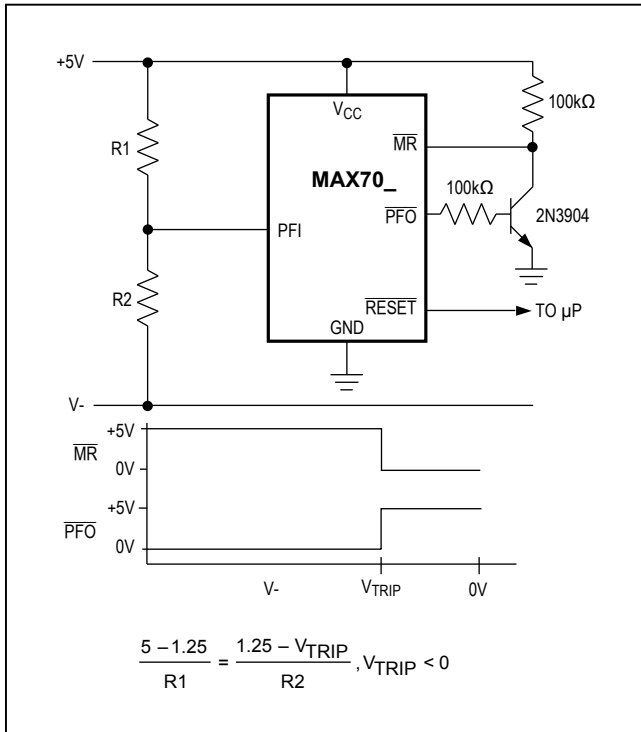 +5V
100kΩ
VCC
R1
MR
MAX70_
100kΩ
PFO
2N3904
PFI
R2
RESET
TO µP
GND
V-
+5V
MR
0V
+5V
PFO
0V
V-
VTRIP
0V
5 – 1.25
R1
=
1.25 – VTRIP
R2
, VTRIP < 0